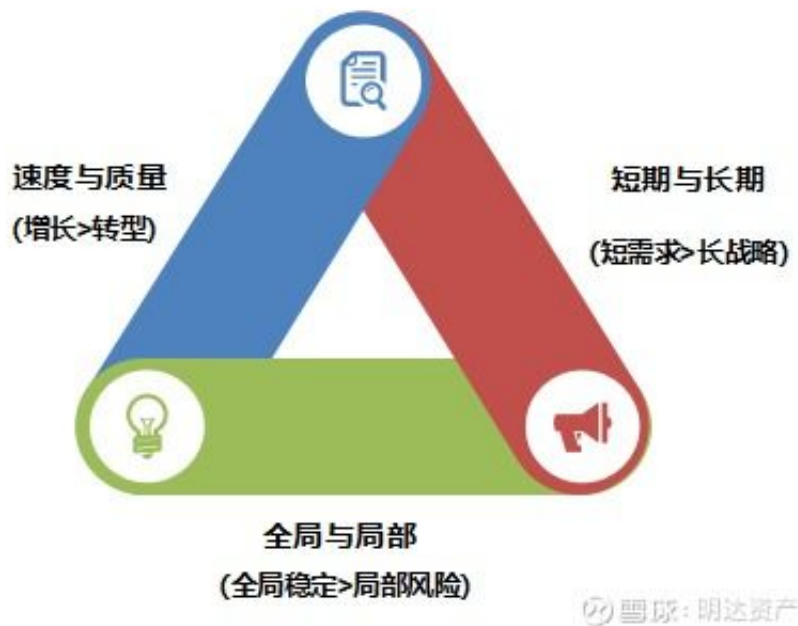 速度与质量
(增长>转型)
短期与长期
(短需求>长战略)
全局与局部
(全局稳定>局部风险)
雪球：明达资产